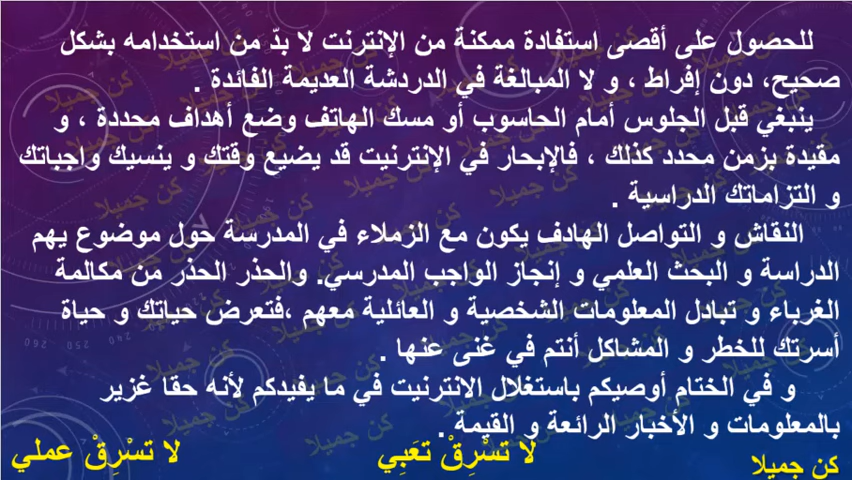 للحصول على أقصى استفادة ممكنة من الإنترنت لا بدّ من استخدامه بشكل
صحيح، دون إفراط ، و لا المبالغة في الدردشة العديمة الفائدة .
ينبغي قبل الجلوس أمام الحاسوب أو مسك الهاتف وضع أهداف محددة ، و
مقيدة بزمن محدد كذلك ، فالإبحار في الإنترنيت قد يضيع وقتك و ينسيك واجباتك
و التزاماتك الدراسية .
النقاش و التواصل الهادف يكون مع الزملاء في المدرسة حول موضوع يهم
الدراسة و البحث العلمي و إنجاز الواجب المدرسي. والحذر الحذر من مكالمة
الغرباء و تبادل المعلومات الشخصية و العائلية معهم ،فتعرض حياتك و حياة
أسرتك للخطر و المشاكل أنتم في غنى عنها .
و في الختام أوصيكم باستغلال الانترنيت في ما يفيدكم لأنه حقا غزير
بالمعلومات و الأخبار الرائعة و القيمة .
كن جميلا لا تسْرِقْ تعَبِي لا تسْرِقْ عملي